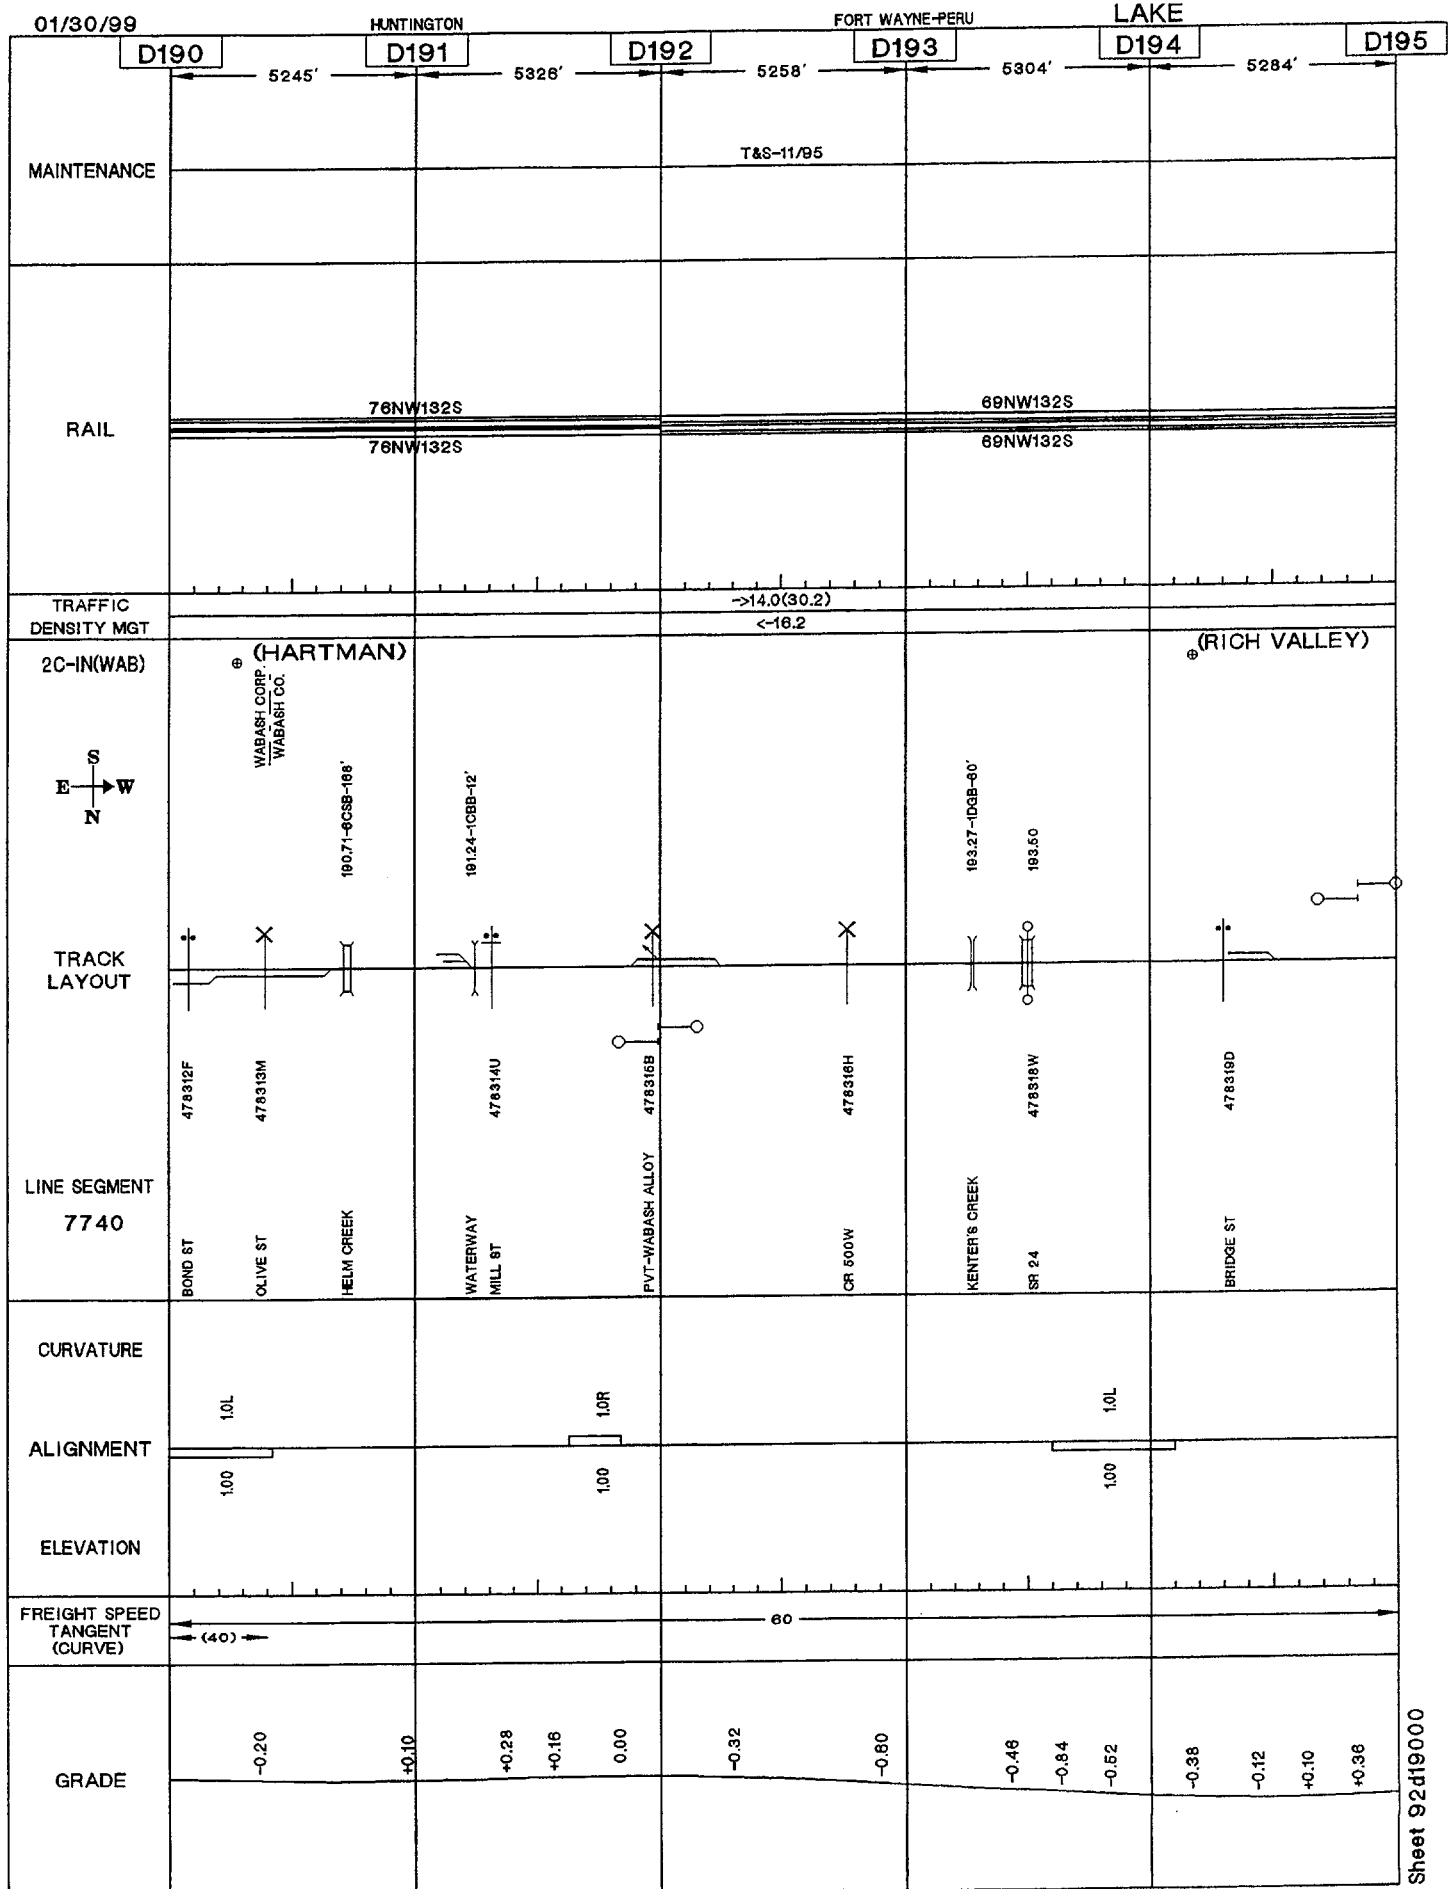 01/30/99
HUNTINGTON
FORT WAYNE-PERU
LAKE
D190
D191
D192
D193
D194
D195
5245'
5326'
5258'
5304'
5284'
MAINTENANCE
T&S-11/95
RAIL
76NW132S
69NW132S
76NW132S
69NW132S
TRAFFIC
DENSITY MGT
->14.0(30.2)
<-16.2
2C-IN(WAB)
(HARTMAN)
(RICH VALLEY)
WABASH CORP.
WABASH CO.
S
E W
N
190.71-6CSB-168'
191.24-1CBB-12'
193.27-1DGB-60'
193.50
TRACK
LAYOUT
478312F
478313M
478314U
478315B
478316H
478318W
478319D
LINE SEGMENT
7740
BOND ST
OLIVE ST
HELM CREEK
WATERWAY
MILL ST
PVT-WABASH ALLOY
CR 500W
KENTER'S CREEK
SR 24
BRIDGE ST
CURVATURE
1.0L
1.0R
1.0L
ALIGNMENT
1.00
1.00
1.00
ELEVATION
FREIGHT SPEED
TANGENT
(CURVE)
60
(40)
GRADE
-0.20
+0.10
+0.28
+0.16
0.00
-0.32
-0.80
-0.46
-0.84
-0.52
-0.38
-0.12
+0.10
+0.36
Sheet 92d19000